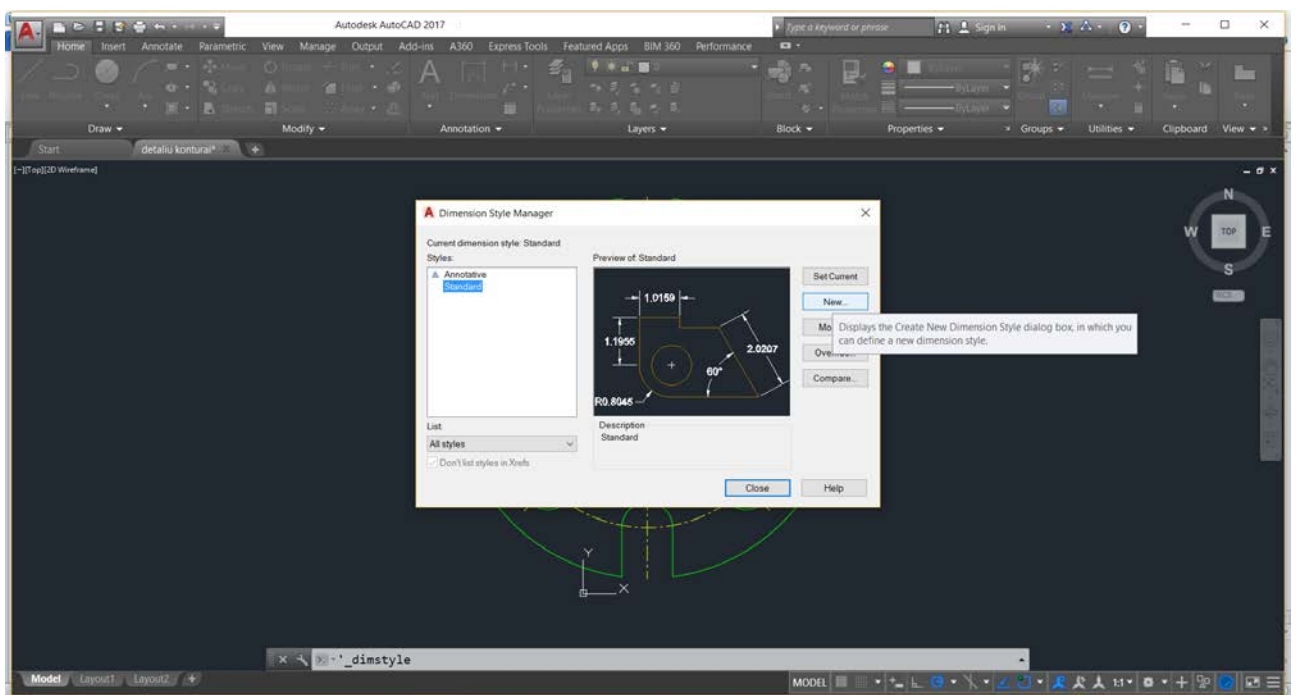 A
Autodesk AutoCAD 2017
Type a keyword or phrase
Sign In
Home Insert Annotate Parametric View Manage Output Add-ins A360 Express Tools Featured Apps BIM 360 Performance
Draw Modify Annotation Layers Block Properties Groups Utilities Clipboard View
Start detaliu konturai* +
[-][Top][2D Wireframe]
N
W TOP E
S
Dimension Style Manager
Current dimension style: Standard
Styles:
Annotative
Standard
Preview of: Standard
1.0159
1.1955
2.0207
60°
R0.8045
Set Current
New...
Displays the Create New Dimension Style dialog box, in which you
can define a new dimension style.
Compare...
List:
All styles
Don't list styles in Xrefs
Description
Standard
Close Help
Y
X
'_dimstyle
Model Layout1 Layout2 +
MODEL 1:1